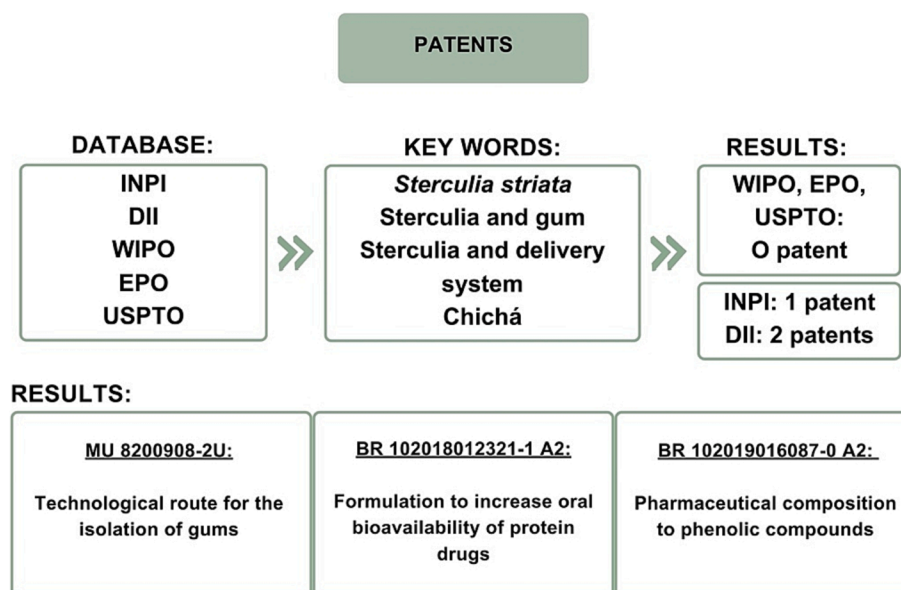 PATENTS
DATABASE:
INPI
DII
WIPO
EPO
USPTO
KEY WORDS:
Sterculia striata
Sterculia and gum
Sterculia and delivery
system
Chichá
RESULTS:
WIPO, EPO,
USPTO:
O patent
INPI: 1 patent
DII: 2 patents
RESULTS:
MU 8200908-2U:
Technological route for the
isolation of gums
BR 102018012321-1 A2:
Formulation to increase oral
bioavailability of protein
drugs
BR 102019016087-0 A2:
Pharmaceutical composition
to phenolic compounds